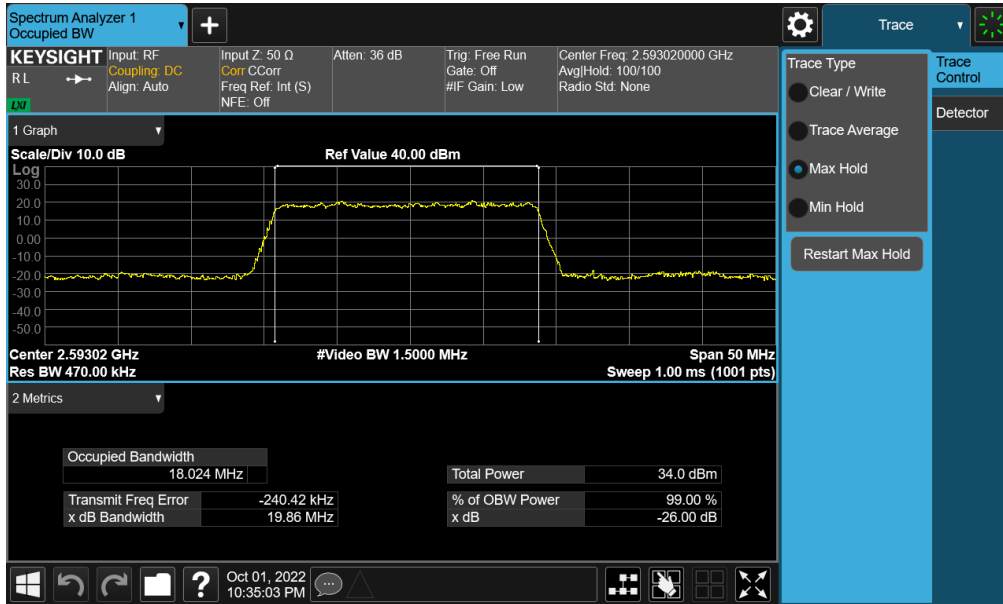 Spectrum Analyzer 1
Occupied BW
+
Trace
KEYSIGHT
R L
LXI
Input: RF
Coupling: DC
Align: Auto
Input Z: 50 Ω
Corr CCorr
Freq Ref: Int (S)
NFE: Off
Atten: 36 dB
Trig: Free Run
Gate: Off
#IF Gain: Low
Center Freq: 2.593020000 GHz
Avg|Hold: 100/100
Radio Std: None
Trace Type
Clear / Write
Trace Average
Max Hold
Min Hold
Restart Max Hold
Trace
Control
Detector
1 Graph
Scale/Div 10.0 dB
Ref Value 40.00 dBm
Log
30.0
20.0
10.0
0.00
-10.0
-20.0
-30.0
-40.0
-50.0
Center 2.59302 GHz
#Video BW 1.5000 MHz
Span 50 MHz
Res BW 470.00 kHz
Sweep 1.00 ms (1001 pts)
2 Metrics
Occupied Bandwidth
18.024 MHz
Total Power 34.0 dBm
Transmit Freq Error -240.42 kHz
% of OBW Power 99.00 %
x dB Bandwidth 19.86 MHz
x dB -26.00 dB
?
Oct 01, 2022
10:35:03 PM